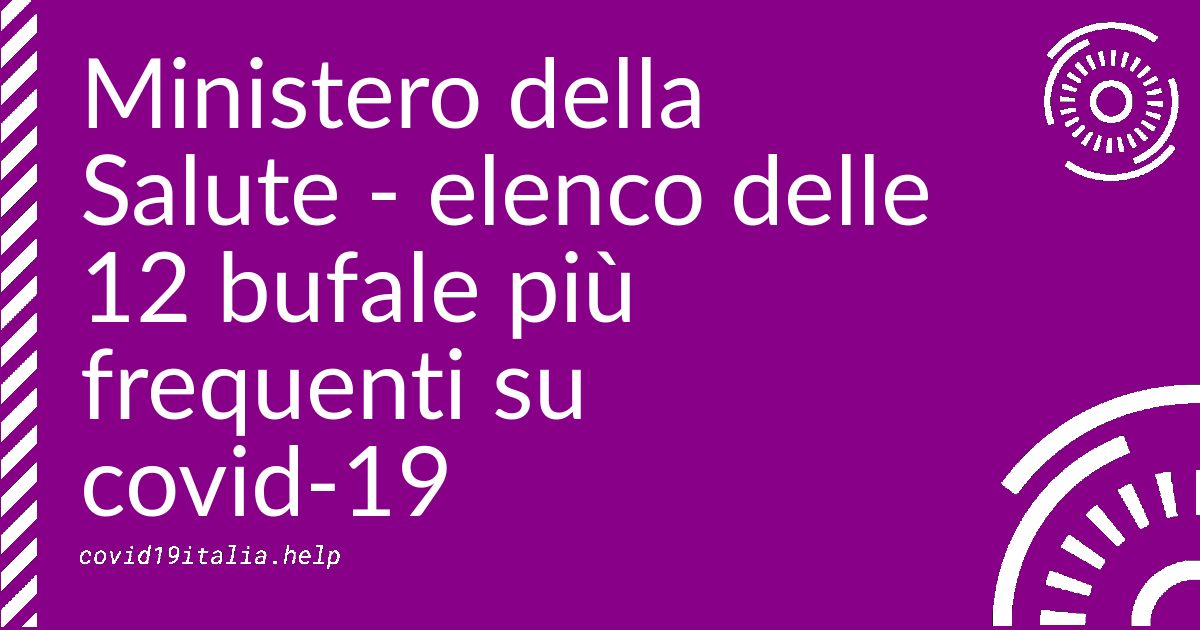 Ministero della
Salute - elenco delle
12 bufale più
frequenti su
covid-19
covid19italia.help